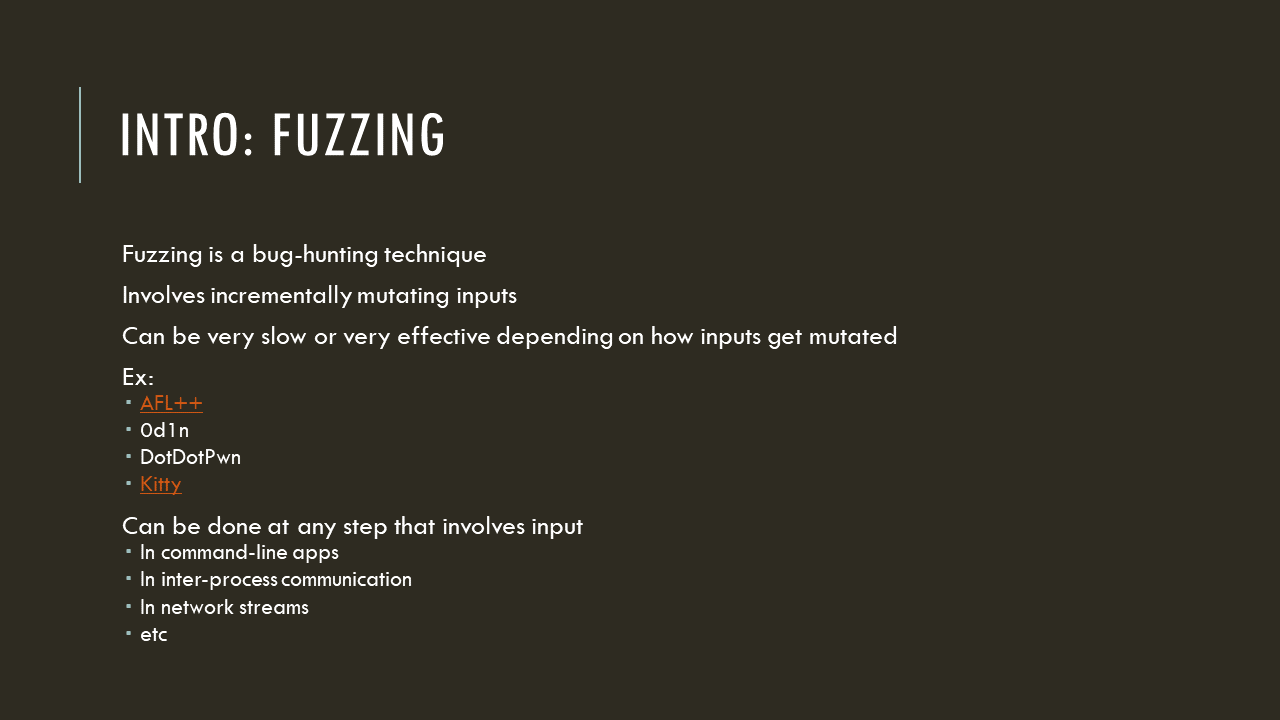 INTRO: FUZZING
Fuzzing is a bug-hunting technique
Involves incrementally mutating inputs
Can be very slow or very effective depending on how inputs get mutated
Ex:
▪ AFL++
▪ 0d1n
▪ DotDotPwn
▪ Kitty
Can be done at any step that involves input
▪ In command-line apps
▪ In inter-process communication
▪ In network streams
▪ etc